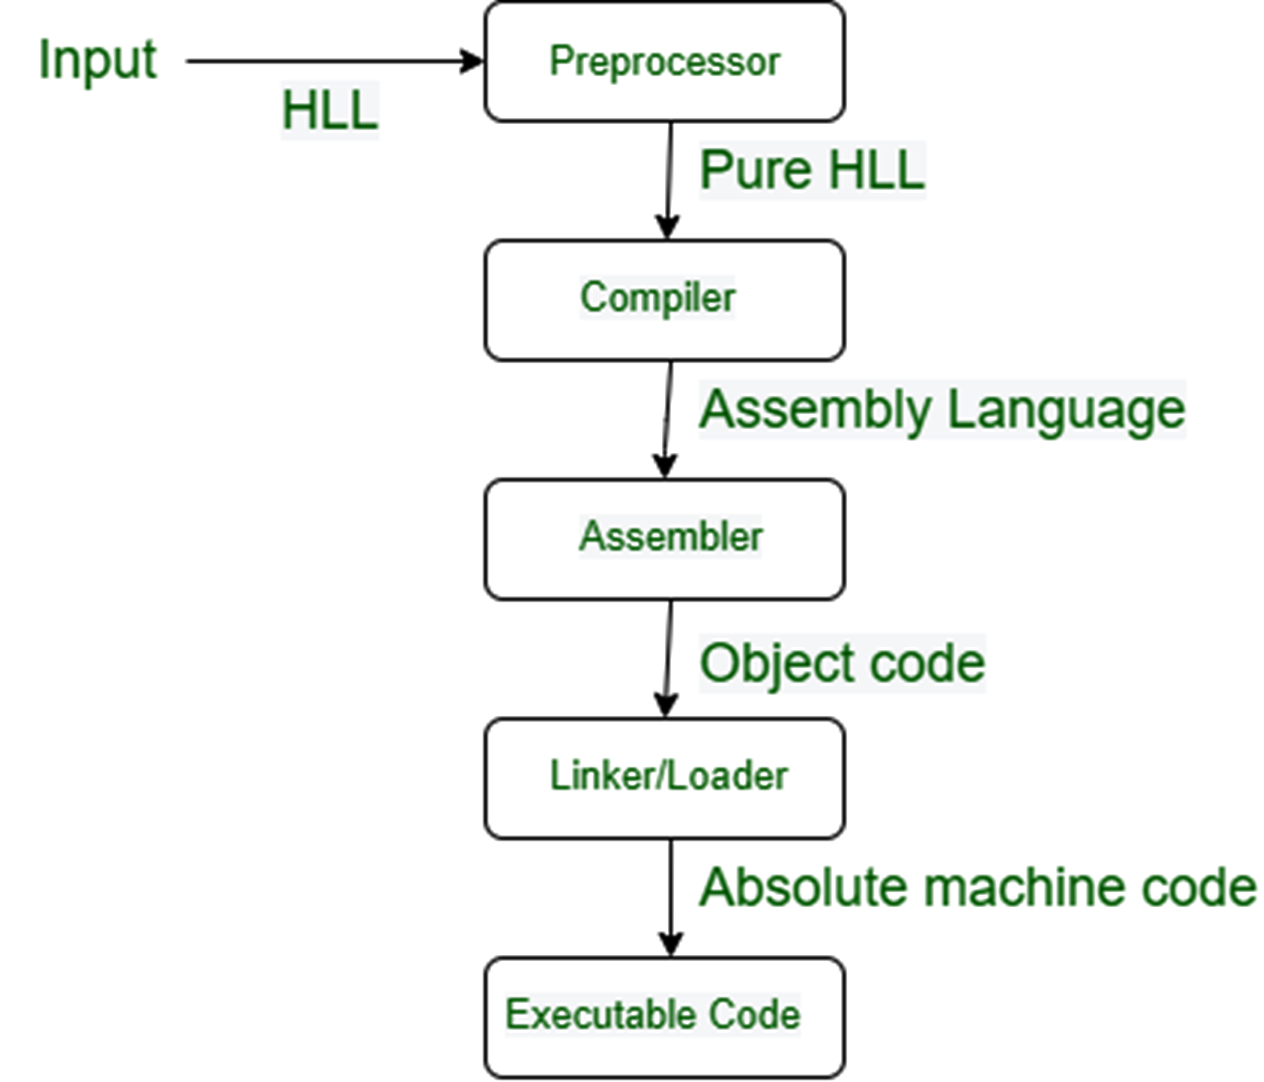 Input
HLL
Preprocessor
Pure HLL
Compiler
Assembly Language
Assembler
Object code
Linker/Loader
Absolute machine code
Executable Code